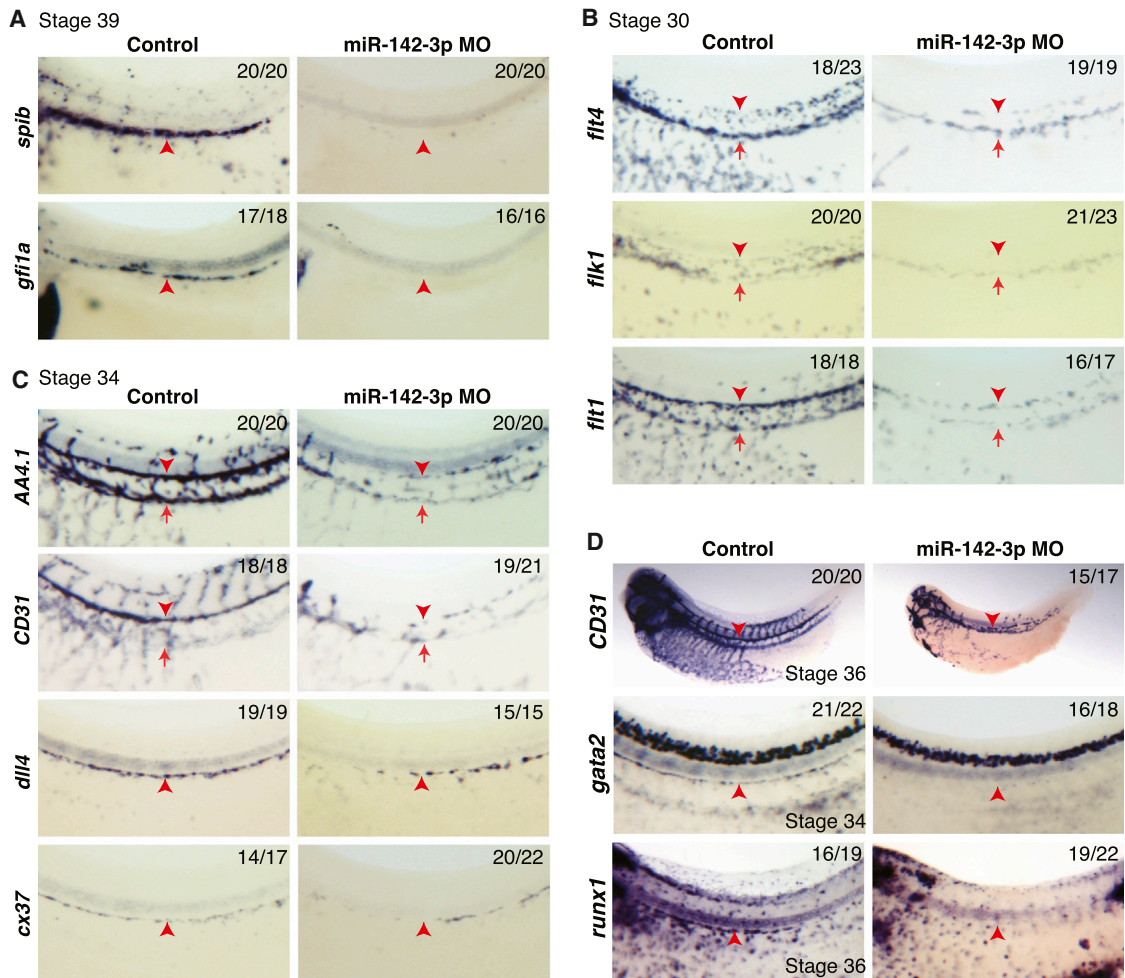 A Stage 39
Control miR-142-3p MO
spib 20/20 20/20
gfi1a 17/18 16/16
B Stage 30
Control miR-142-3p MO
flt4 18/23 19/19
flk1 20/20 21/23
flt1 18/18 16/17
C Stage 34
Control miR-142-3p MO
AA4.1 20/20 20/20
CD31 18/18 19/21
dll4 19/19 15/15
cx37 14/17 20/22
D
Control miR-142-3p MO
CD31 20/20 15/17
Stage 36
gata2 21/22 16/18
Stage 34
runx1 16/19 19/22
Stage 36